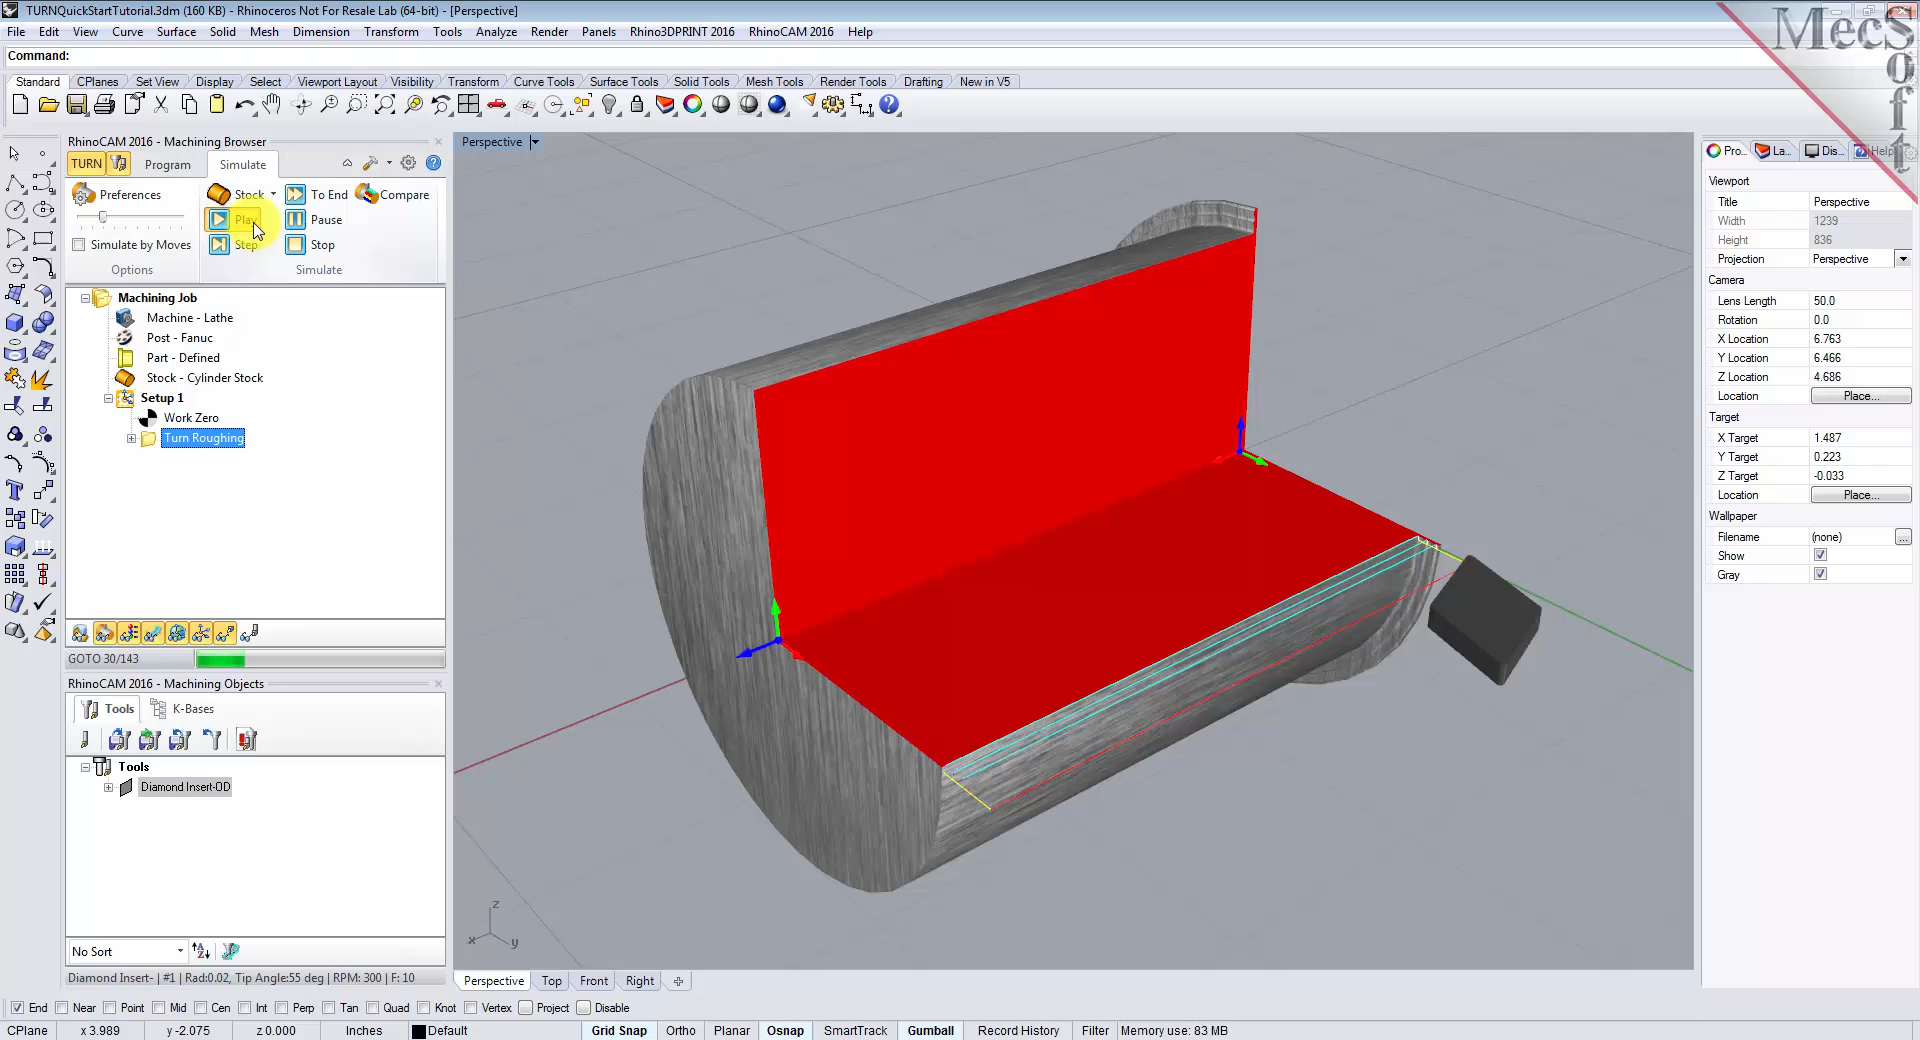 TURNQuickStartTutorial.3dm (160 KB) - Rhinoceros Not For Resale Lab (64-bit) - [Perspective]
File Edit View Curve Surface Solid Mesh Dimension Transform Tools Analyze Render Panels Rhino3DPRINT 2016 RhinoCAM 2016 Help
MecSoft
Command:
Standard CPlanes Set View Display Select Viewport Layout Visibility Transform Curve Tools Surface Tools Solid Tools Mesh Tools Render Tools Drafting New in V5
RhinoCAM 2016 - Machining Browser
TURN Program Simulate
Preferences Stock To End Compare
Play Pause
Simulate by Moves Step Stop
Options Simulate
Machining Job
Machine - Lathe
Post - Fanuc
Part - Defined
Stock - Cylinder Stock
Setup 1
Work Zero
Turn Roughing
GOTO 30/143
RhinoCAM 2016 - Machining Objects
Tools K-Bases
Tools
Diamond Insert-OD
No Sort
Diamond Insert- | #1 | Rad:0.02, Tip Angle:55 deg | RPM: 300 | F: 10
Perspective
z
x
y
Perspective Top Front Right
Pro... La... Dis... Help
Viewport
Title Perspective
Width 1239
Height 836
Projection Perspective
Camera
Lens Length 50.0
Rotation 0.0
X Location 6.763
Y Location 6.466
Z Location 4.686
Location Place...
Target
X Target 1.487
Y Target 0.223
Z Target -0.033
Location Place...
Wallpaper
Filename (none) ...
Show
Gray
End Near Point Mid Cen Int Perp Tan Quad Knot Vertex Project Disable
CPlane x 3.989 y -2.075 z 0.000 Inches Default Grid Snap Ortho Planar Osnap SmartTrack Gumball Record History Filter Memory use: 83 MB